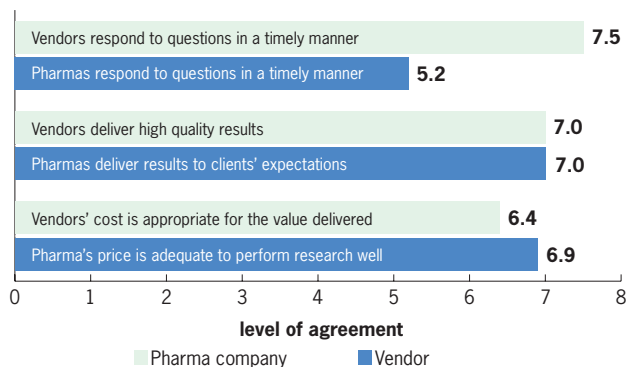 Vendors respond to questions in a timely manner 7.5
Pharmas respond to questions in a timely manner 5.2
Vendors deliver high quality results 7.0
Pharmas deliver results to clients’ expectations 7.0
Vendors’ cost is appropriate for the value delivered 6.4
Pharma’s price is adequate to perform research well 6.9
0 1 2 3 4 5 6 7 8
level of agreement
Pharma company Vendor